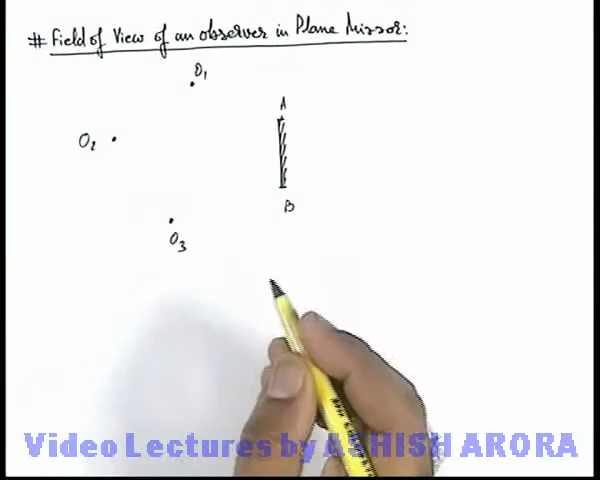 # Field of View of an observer in Plane Mirror:
O1
A
O2
B
O3
Video Lectures by ASHISH ARORA